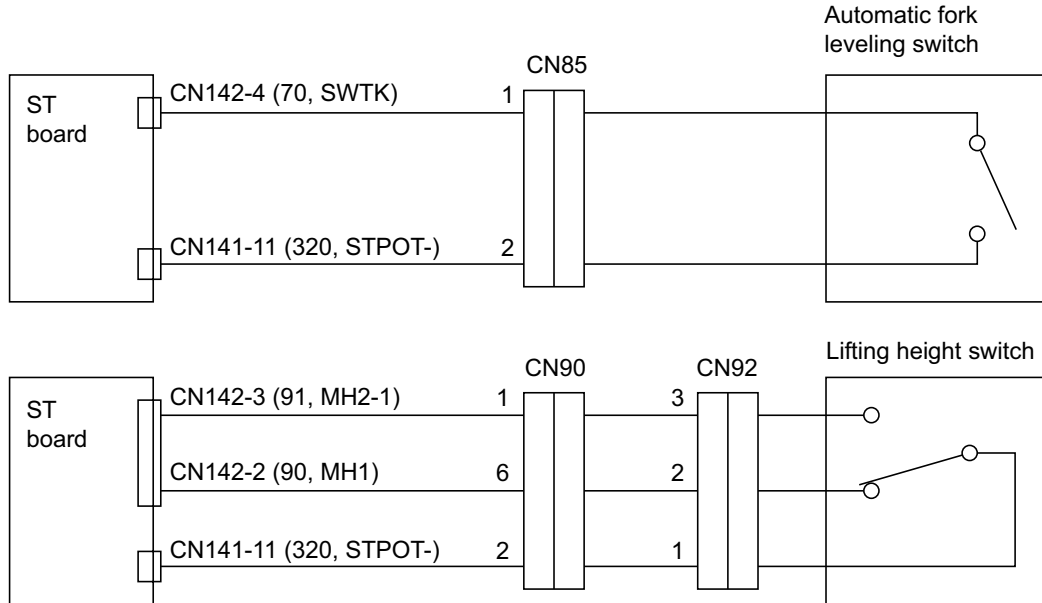 Automatic fork
leveling switch
CN85
ST
board
CN142-4 (70, SWTK)
1
CN141-11 (320, STPOT-)
2
Lifting height switch
CN90
CN92
ST
board
CN142-3 (91, MH2-1)
1
3
CN142-2 (90, MH1)
6
2
CN141-11 (320, STPOT-)
2
1